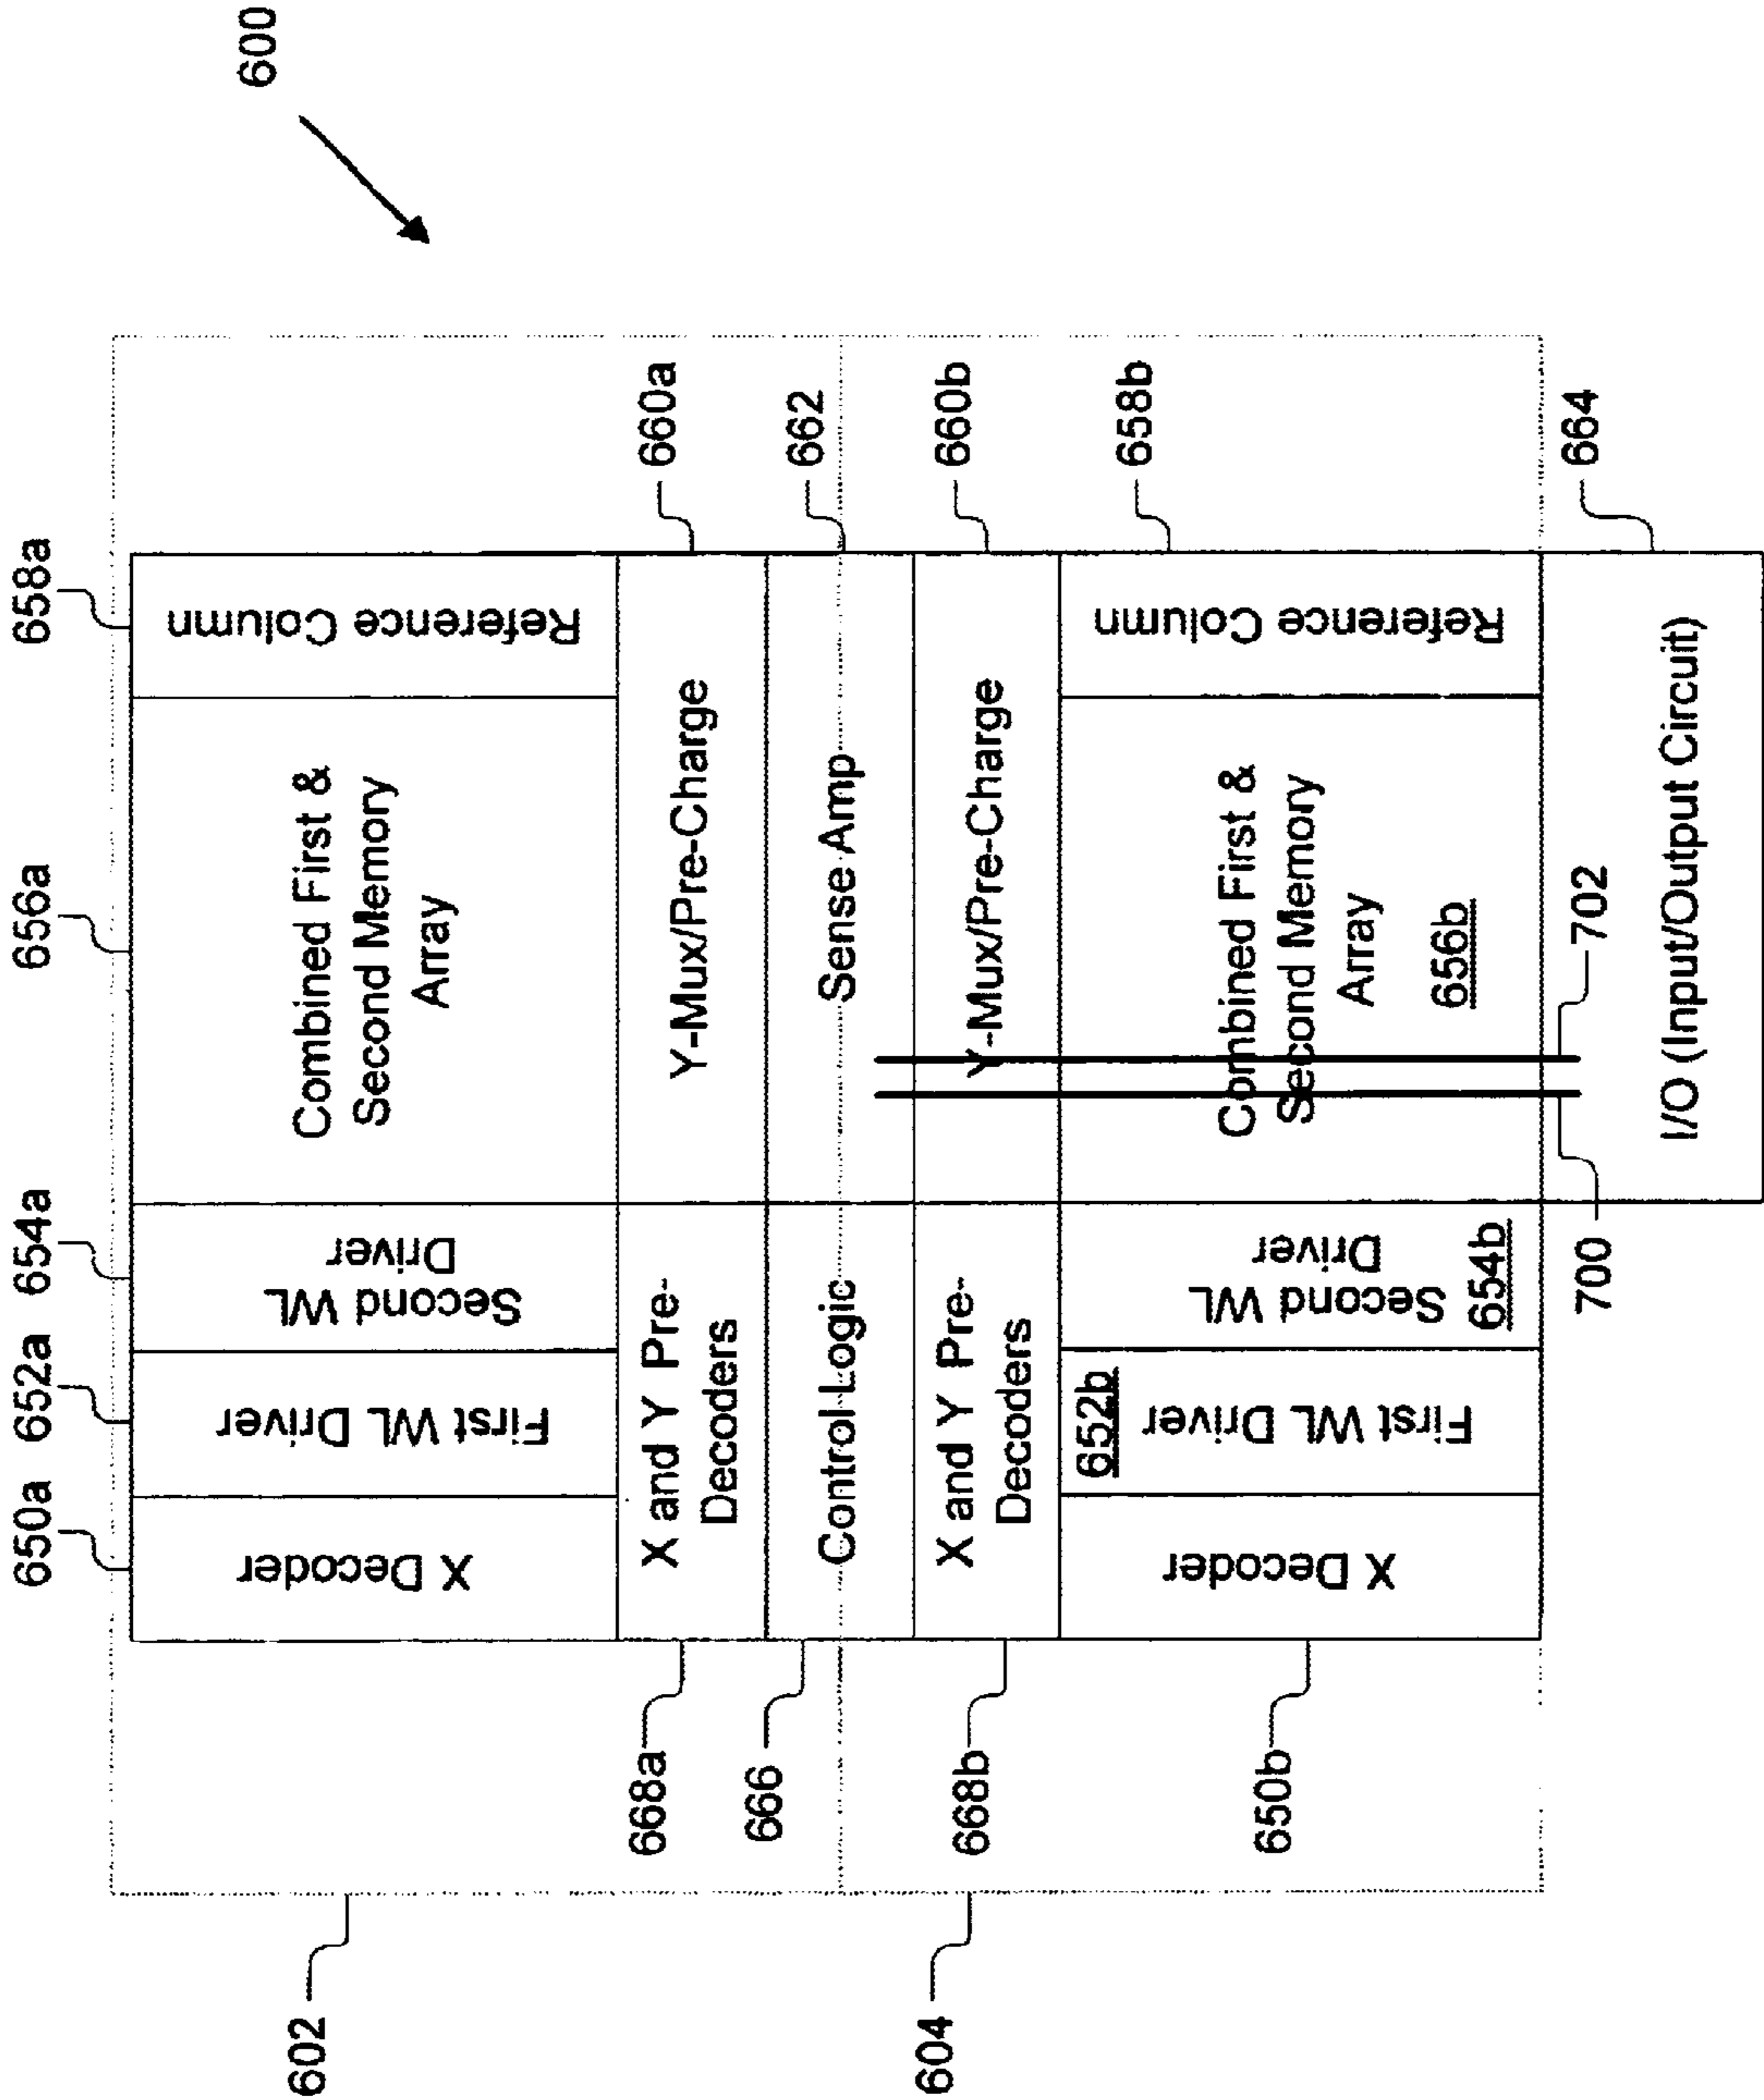 600
650a
652a
654a
656a
658a
X Decoder
First WL Driver
Second WL
Driver
Combined First &
Second Memory
Array
Reference Column
602
668a
X and Y Pre-
Decoders
Y-Mux/Pre-Charge
660a
666
Control Logic
Sense Amp
662
604
668b
X and Y Pre-
Decoders
Y-Mux/Pre-Charge
660b
650b
X Decoder
652b
First WL Driver
Second WL
Driver
654b
Combined First &
Second Memory
Array
656b
Reference Column
658b
700
702
I/O (Input/Output Circuit)
664